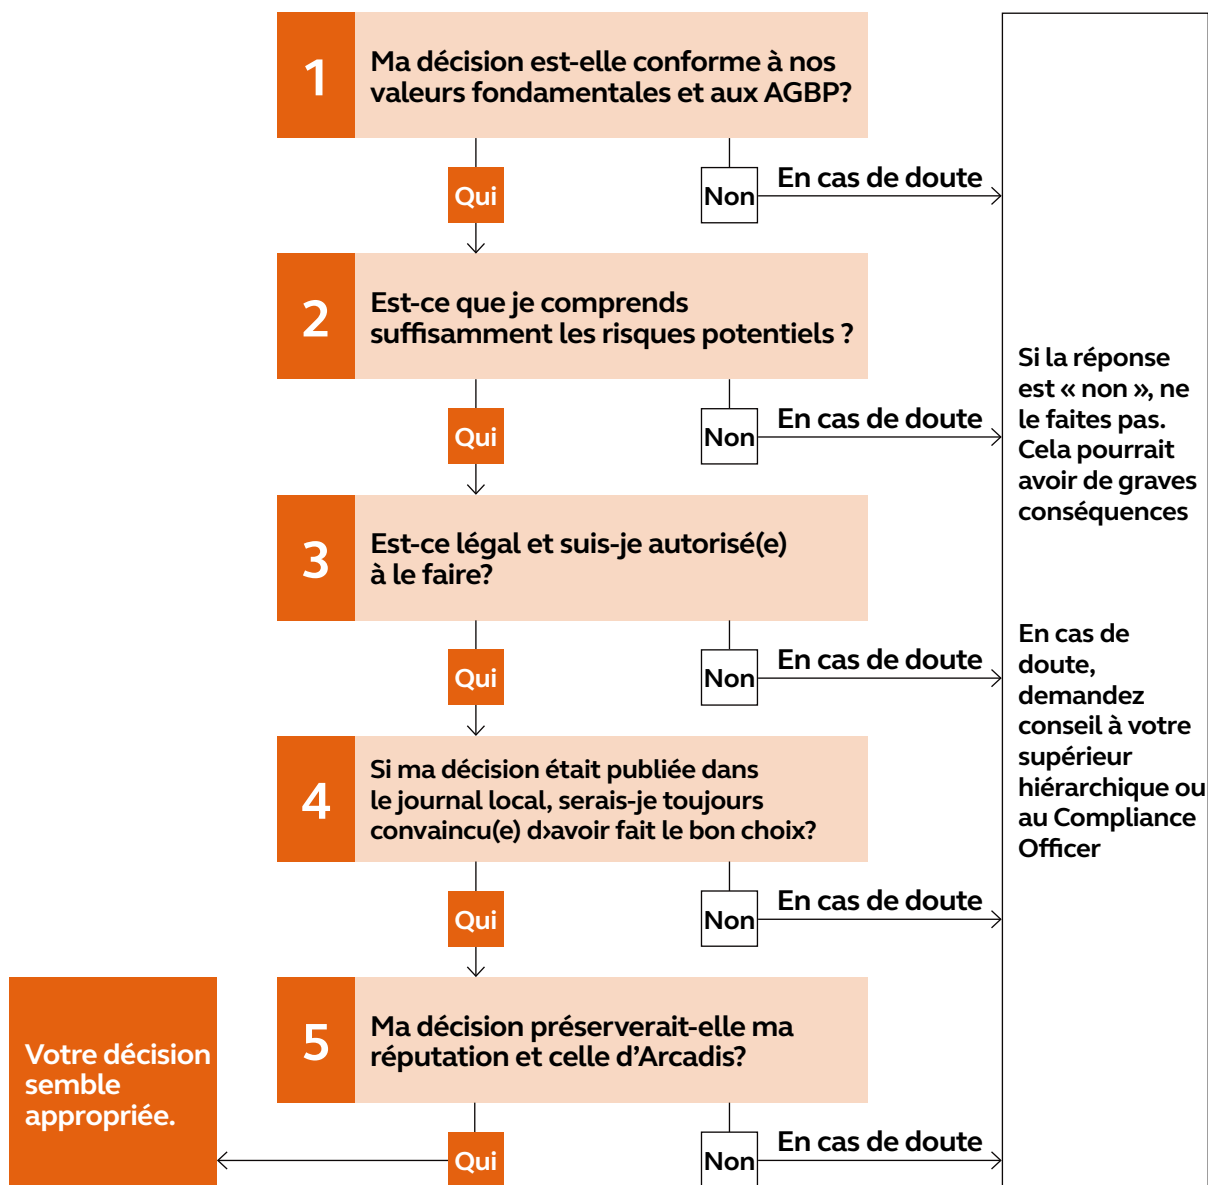 1
Ma décision est-elle conforme à nos
valeurs fondamentales et aux AGBP?
Qui
Non
En cas de doute
2
Est-ce que je comprends
suffisamment les risques potentiels ?
Qui
Non
En cas de doute
3
Est-ce légal et suis-je autorisé(e)
à le faire?
Qui
Non
En cas de doute
4
Si ma décision était publiée dans
le journal local, serais-je toujours
convaincu(e) d›avoir fait le bon choix?
Qui
Non
En cas de doute
5
Ma décision préserverait-elle ma
réputation et celle d’Arcadis?
Qui
Non
En cas de doute
Votre décision
semble
appropriée.
Si la réponse
est « non », ne
le faites pas.
Cela pourrait
avoir de graves
conséquences
En cas de
doute,
demandez
conseil à votre
supérieur
hiérarchique ou
au Compliance
Officer